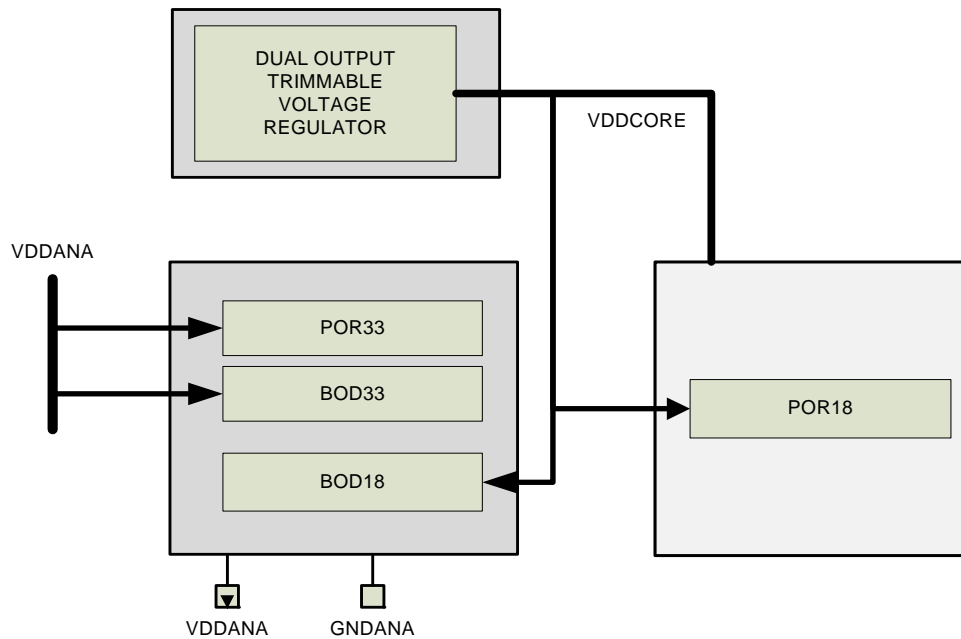 DUAL OUTPUT
TRIMMABLE
VOLTAGE
REGULATOR
VDDCORE
VDDANA
POR33
BOD33
BOD18
POR18
VDDANA
GNDANA